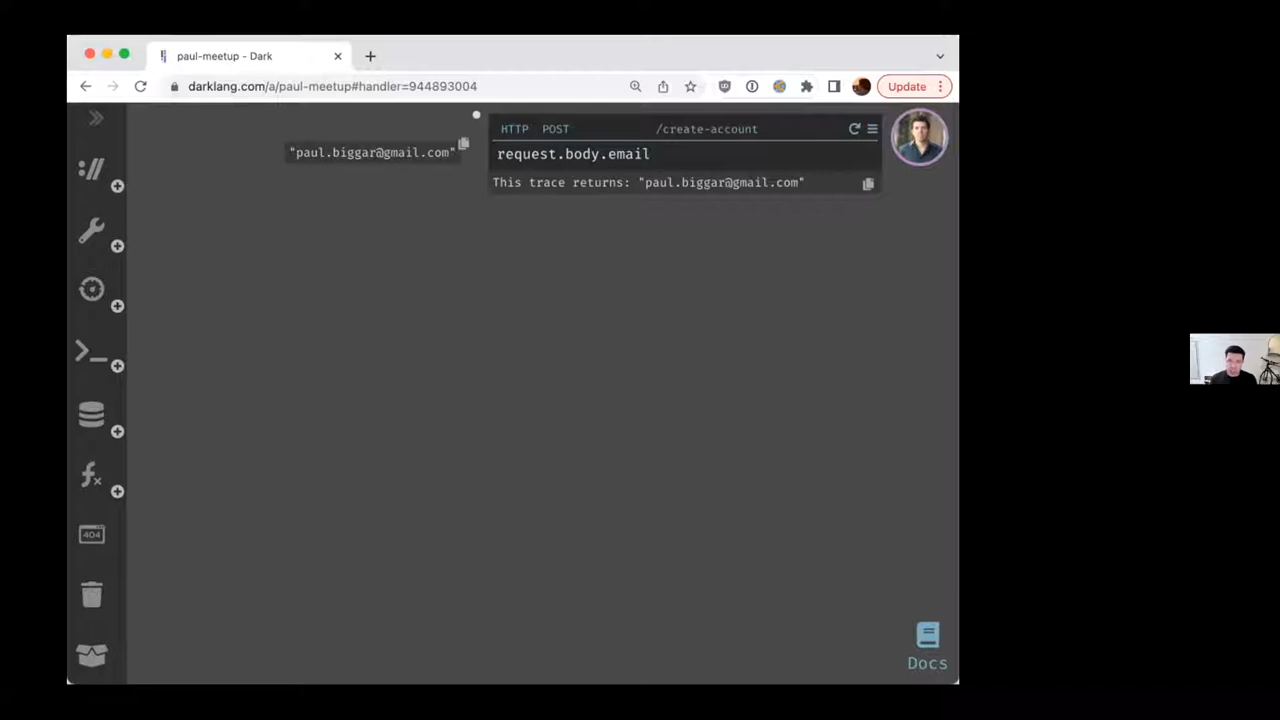 paul-meetup - Dark
darklang.com/a/paul-meetup#handler=944893004
Update
HTTP POST /create-account
"paul.biggar@gmail.com"
request.body.email
This trace returns: "paul.biggar@gmail.com"
fx
404
Docs